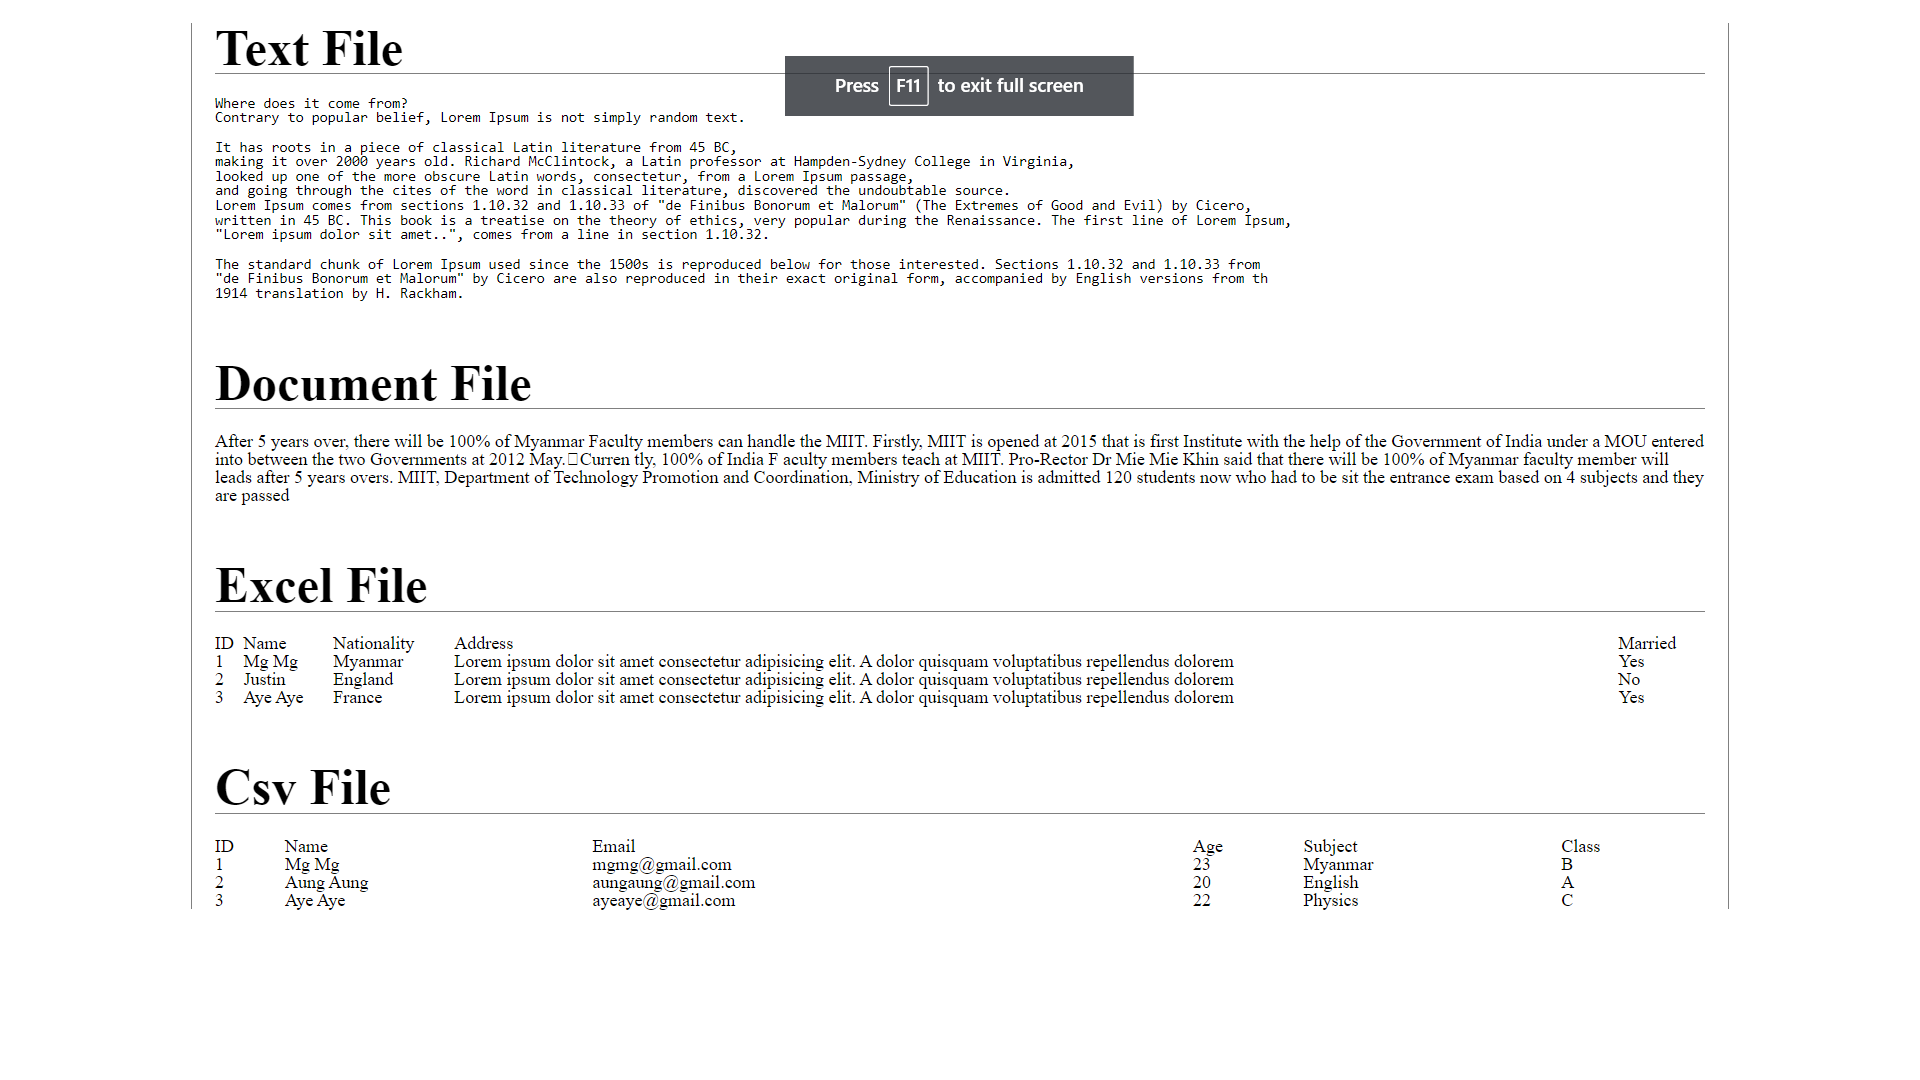 Text File
Press F11 to exit full screen
Where does it come from?
Contrary to popular belief, Lorem Ipsum is not simply random text.
It has roots in a piece of classical Latin literature from 45 BC,
making it over 2000 years old. Richard McClintock, a Latin professor at Hampden-Sydney College in Virginia,
looked up one of the more obscure Latin words, consectetur, from a Lorem Ipsum passage,
and going through the cites of the word in classical literature, discovered the undoubtable source.
Lorem Ipsum comes from sections 1.10.32 and 1.10.33 of "de Finibus Bonorum et Malorum" (The Extremes of Good and Evil) by Cicero,
written in 45 BC. This book is a treatise on the theory of ethics, very popular during the Renaissance. The first line of Lorem Ipsum,
"Lorem ipsum dolor sit amet..", comes from a line in section 1.10.32.
The standard chunk of Lorem Ipsum used since the 1500s is reproduced below for those interested. Sections 1.10.32 and 1.10.33 from
"de Finibus Bonorum et Malorum" by Cicero are also reproduced in their exact original form, accompanied by English versions from th
1914 translation by H. Rackham.
Document File
After 5 years over, there will be 100% of Myanmar Faculty members can handle the MIIT. Firstly, MIIT is opened at 2015 that is first Institute with the help of the Government of India under a MOU entered
into between the two Governments at 2012 May.□Curren tly, 100% of India F aculty members teach at MIIT. Pro-Rector Dr Mie Mie Khin said that there will be 100% of Myanmar faculty member will
leads after 5 years overs. MIIT, Department of Technology Promotion and Coordination, Ministry of Education is admitted 120 students now who had to be sit the entrance exam based on 4 subjects and they
are passed
Excel File
ID Name Nationality Address Married
1 Mg Mg Myanmar Lorem ipsum dolor sit amet consectetur adipisicing elit. A dolor quisquam voluptatibus repellendus dolorem Yes
2 Justin England Lorem ipsum dolor sit amet consectetur adipisicing elit. A dolor quisquam voluptatibus repellendus dolorem No
3 Aye Aye France Lorem ipsum dolor sit amet consectetur adipisicing elit. A dolor quisquam voluptatibus repellendus dolorem Yes
Csv File
ID Name Email Age Subject Class
1 Mg Mg mgmg@gmail.com 23 Myanmar B
2 Aung Aung aungaung@gmail.com 20 English A
3 Aye Aye ayeaye@gmail.com 22 Physics C